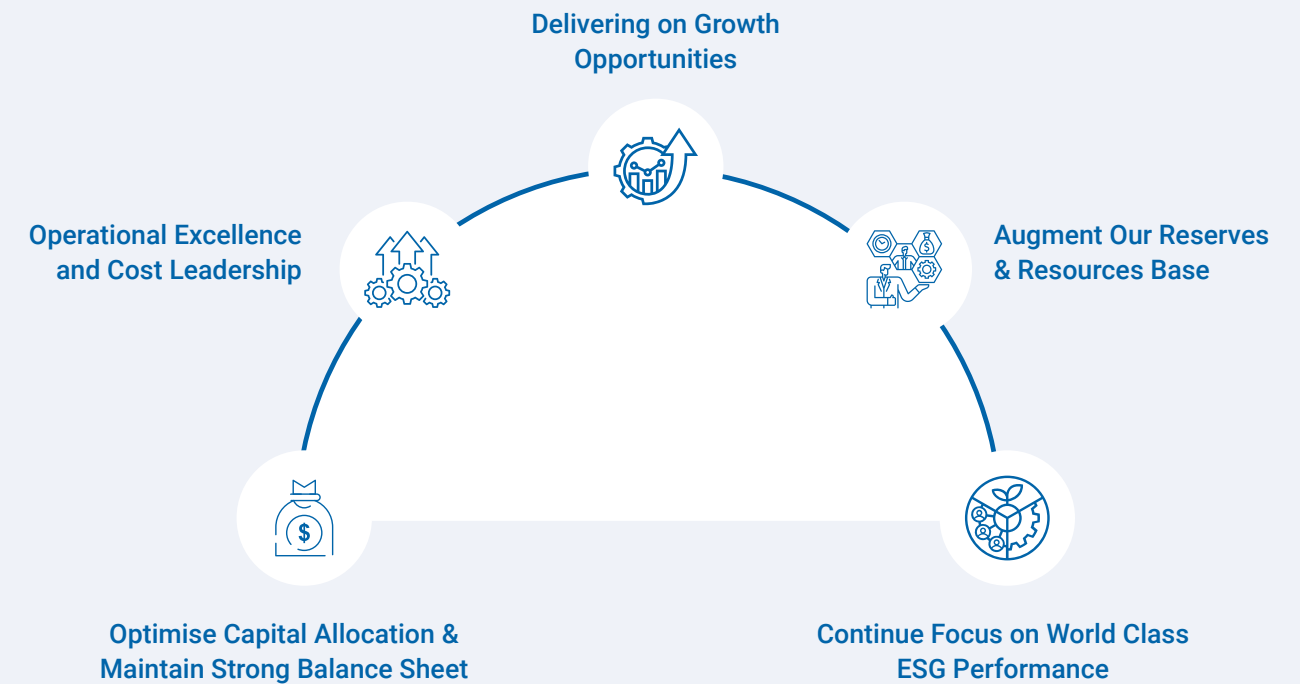 Delivering on Growth
Opportunities
Operational Excellence
and Cost Leadership
Augment Our Reserves
& Resources Base
$
$
Optimise Capital Allocation &
Maintain Strong Balance Sheet
Continue Focus on World Class
ESG Performance